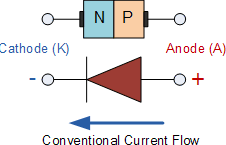 N P
Cathode (K) Anode (A)
- +
Conventional Current Flow